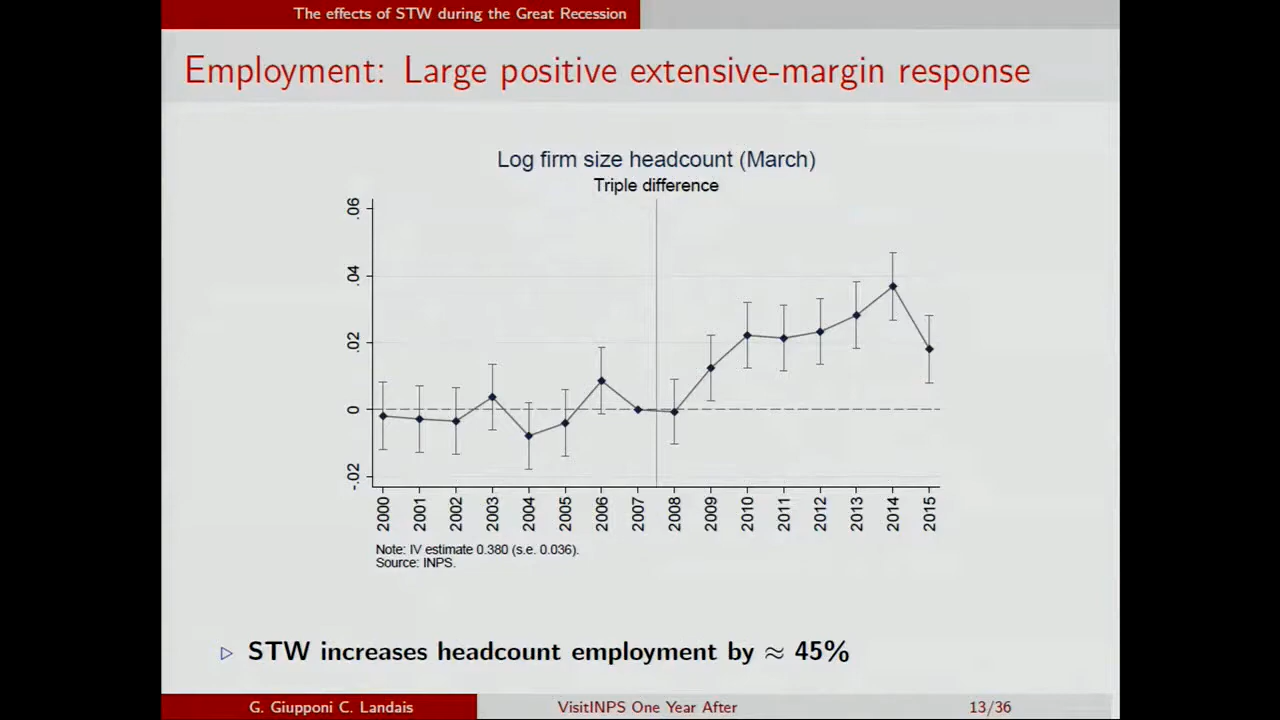 The effects of STW during the Great Recession
Employment: Large positive extensive-margin response
Log firm size headcount (March)
Triple difference
.06
.04
.02
0
-.02
2000 2001 2002 2003 2004 2005 2006 2007 2008 2009 2010 2011 2012 2013 2014 2015
Note: IV estimate 0.380 (s.e. 0.036).
Source: INPS.
▷ STW increases headcount employment by ≈ 45%
G. Giupponi C. Landais VisitINPS One Year After 13/36